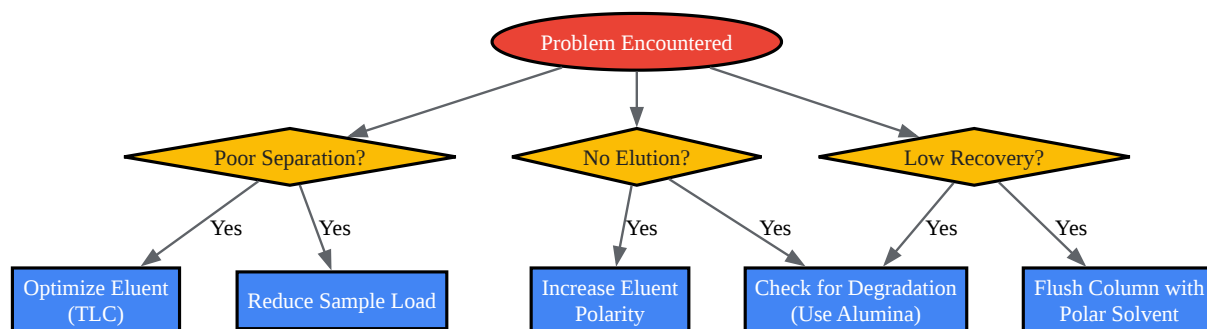 Problem Encountered
Poor Separation?
No Elution?
Low Recovery?
Yes
Yes
Yes
Yes
Yes
Yes
Optimize Eluent
(TLC)
Reduce Sample Load
Increase Eluent
Polarity
Check for Degradation
(Use Alumina)
Flush Column with
Polar Solvent